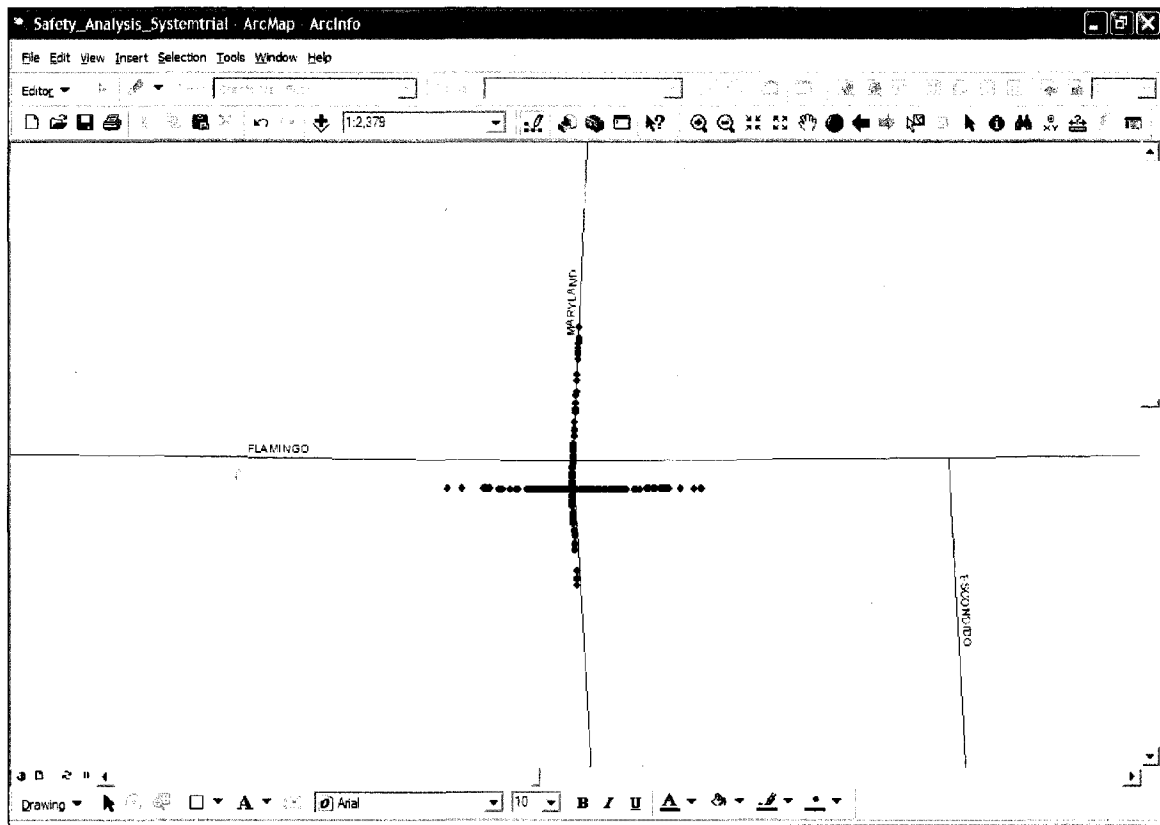 Safety_Analysis_Systemtrial - ArcMap - ArcInfo
File Edit View Insert Selection Tools Window Help
Editor
1:2,379
MARYLAND
FLAMINGO
ESCONDIDO
Drawing A Arial 10 B I U A